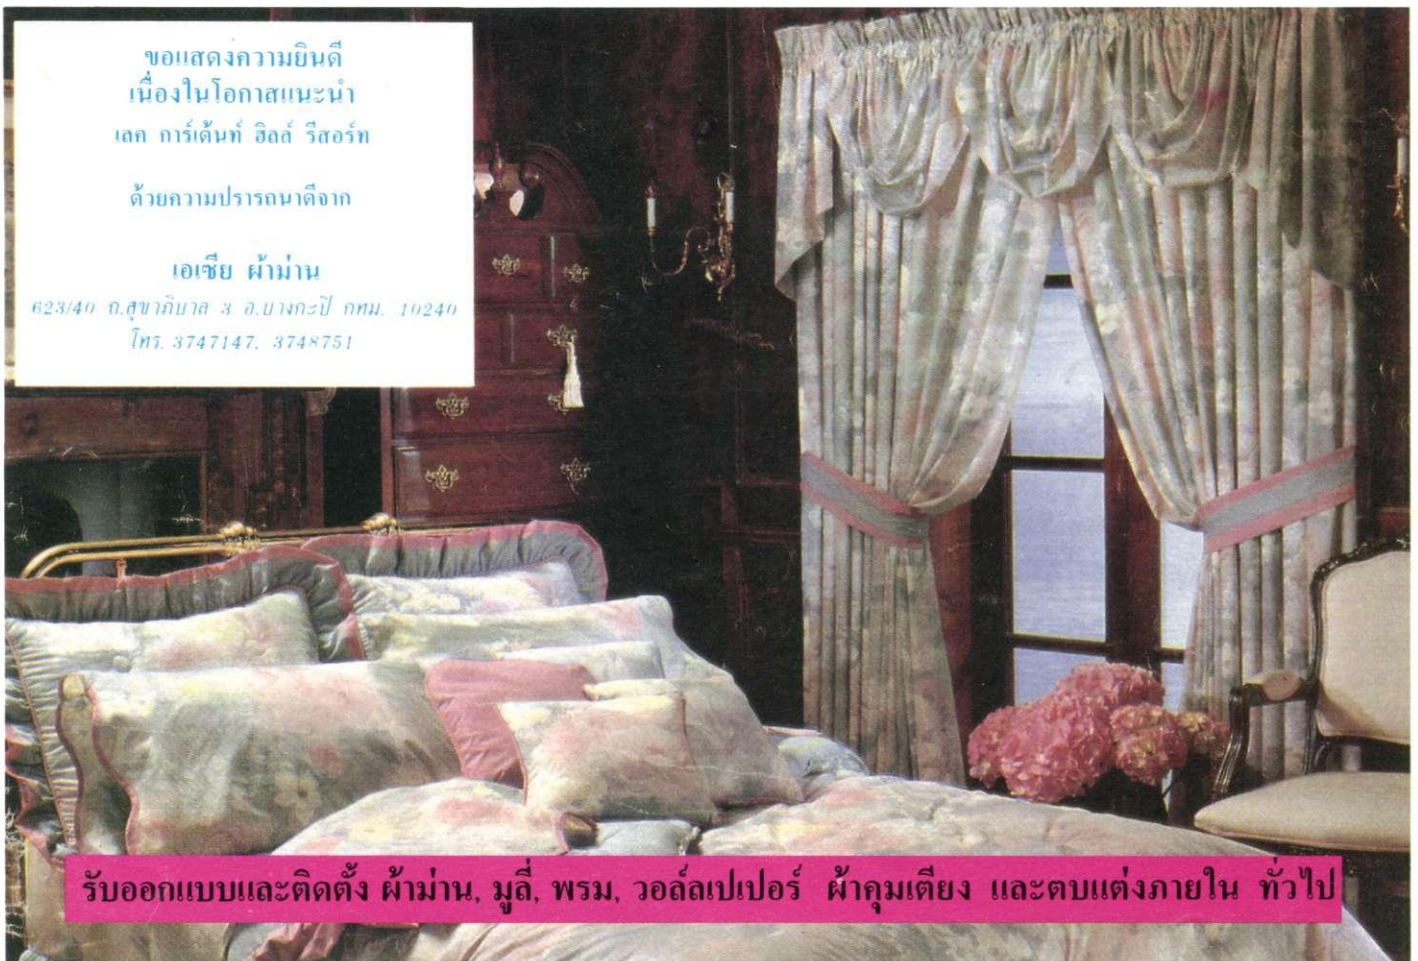 ขอแสดงความยินดี
เนื่องในโอกาสแนะนำ
เลค การ์เด้นท์ ฮิลล์ รีสอร์ท
ด้วยความปรารถนาดีจาก
เอเซีย ผ้าม่าน
623/40 ถ.สุขาภิบาล 3 อ.บางกะปิ กทม. 10240
โทร. 3747147, 3748751
รับออกแบบและติดตั้ง ผ้าม่าน, มูลี่, พรม, วอล์ลเปเปอร์ ผ้าคุมเตียง และตบแต่งภายใน ทั่วไป